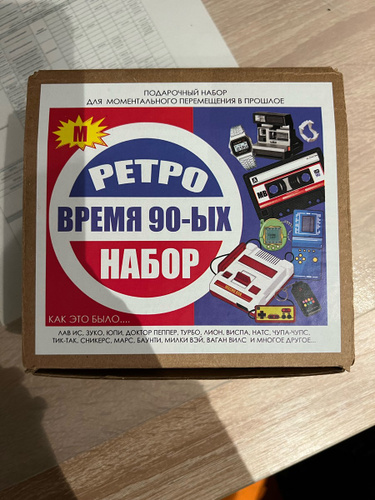 ПОДАРОЧНЫЙ НАБОР
ДЛЯ МОМЕНТАЛЬНОГО ПЕРЕМЕЩЕНИЯ В ПРОШЛОЕ
М
РЕТРО
ВРЕМЯ 90-ЫХ
НАБОР
КАК ЭТО БЫЛО....
ЛАВ ИС, ЗУКО, ЮПИ, ДОКТОР ПЕППЕР, ТУРБО, ЛИОН, ВИСПА, НАТС, ЧУПА-ЧУПС,
ТИК-ТАК, СНИКЕРС, МАРС, БАУНТИ, МИЛКИ ВЭЙ, ВАГАН ВИЛС И МНОГОЕ ДРУГОЕ...